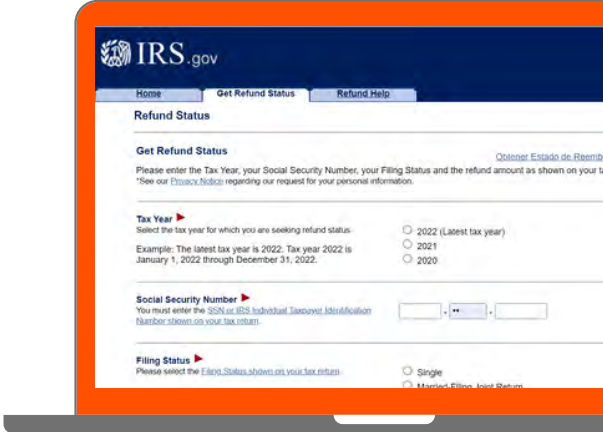 IRS.gov
Home Get Refund Status Refund Help
Refund Status
Get Refund Status
Obtener Estado de Reemb
Please enter the Tax Year, your Social Security Number, your Filing Status and the refund amount as shown on your ta
*See our Privacy Notice regarding our request for your personal information.
Tax Year
Select the tax year for which you are seeking refund status.
Example: The latest tax year is 2022. Tax year 2022 is
January 1, 2022 through December 31, 2022.
2022 (Latest tax year)
2021
2020
Social Security Number
You must enter the SSN or IRS Individual Taxpayer Identification
Number shown on your tax return.
- •• -
Filing Status
Please select the Filing Status shown on your tax return.
Single
Married-Filing Joint Return